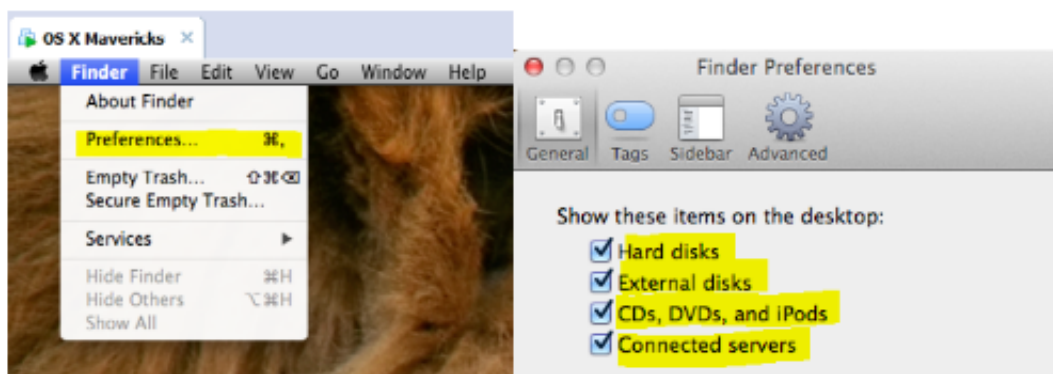 OS X Mavericks
Finder File Edit View Go Window Help
About Finder
Preferences... ⌘,
Empty Trash... ⇧⌘⌫
Secure Empty Trash...
Services
Hide Finder ⌘H
Hide Others ⌥⌘H
Show All
Finder Preferences
General Tags Sidebar Advanced
Show these items on the desktop:
Hard disks
External disks
CDs, DVDs, and iPods
Connected servers